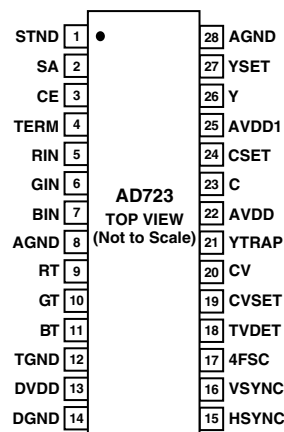 STND 1 28 AGND
SA 2 27 YSET
CE 3 26 Y
TERM 4 25 AVDD1
RIN 5 24 CSET
GIN 6 23 C
BIN 7 22 AVDD
AD723
TOP VIEW
(Not to Scale)
AGND 8 21 YTRAP
RT 9 20 CV
GT 10 19 CVSET
BT 11 18 TVDET
TGND 12 17 4FSC
DVDD 13 16 VSYNC
DGND 14 15 HSYNC